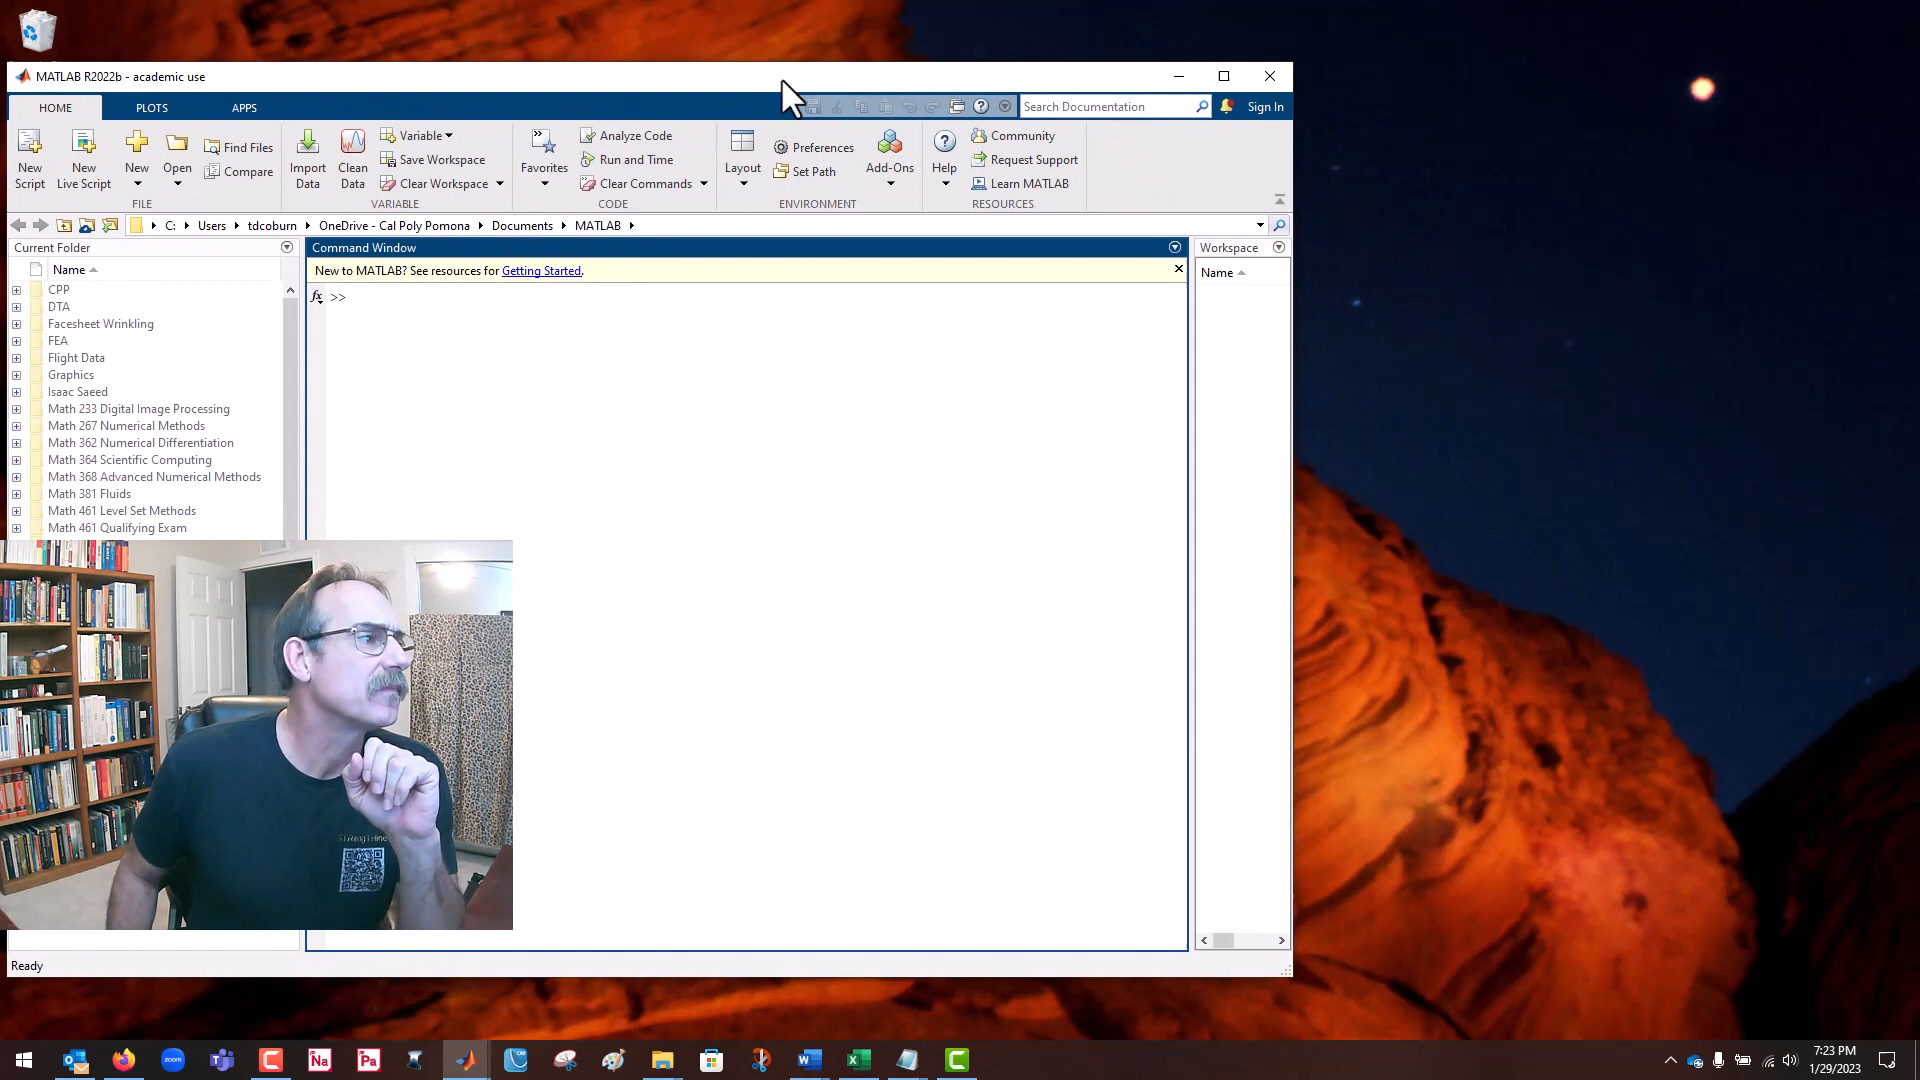 MATLAB R2022b - academic use
HOME
PLOTS
APPS
Search Documentation
Sign In
New
Script
New
Live Script
New
Open
Find Files
Compare
FILE
Import
Data
Clean
Data
Variable
Save Workspace
Clear Workspace
VARIABLE
Favorites
Analyze Code
Run and Time
Clear Commands
CODE
Layout
Preferences
Set Path
Add-Ons
ENVIRONMENT
Help
Community
Request Support
Learn MATLAB
RESOURCES
C:
Users
tdcoburn
OneDrive - Cal Poly Pomona
Documents
MATLAB
Current Folder
Name
CPP
DTA
Facesheet Wrinkling
FEA
Flight Data
Graphics
Isaac Saeed
Math 233 Digital Image Processing
Math 267 Numerical Methods
Math 362 Numerical Differentiation
Math 364 Scientific Computing
Math 368 Advanced Numerical Methods
Math 381 Fluids
Math 461 Level Set Methods
Math 461 Qualifying Exam
Command Window
New to MATLAB? See resources for Getting Started.
fx >>
Workspace
Name
Ready
zoom
Na
Pa
7:23 PM
1/29/2023